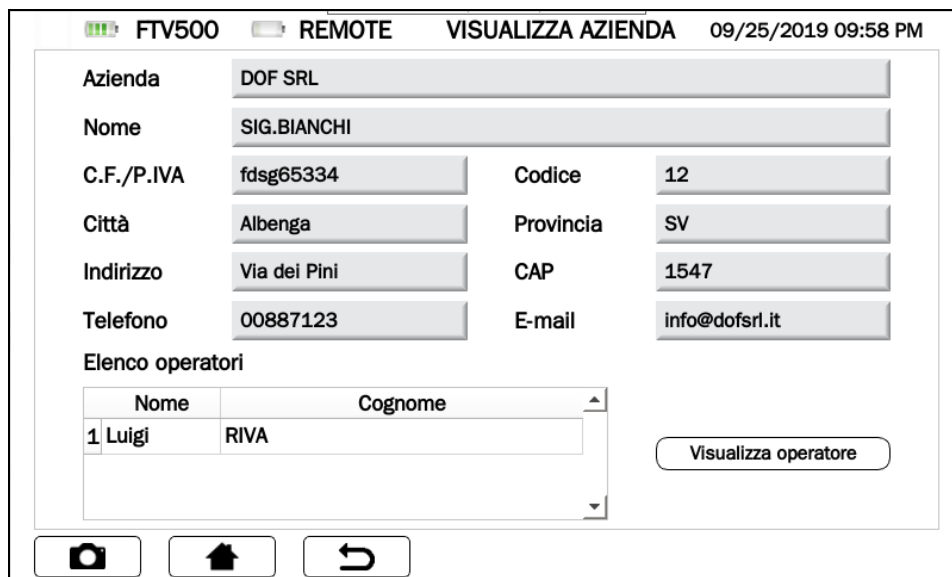 FTV500 REMOTE VISUALIZZA AZIENDA 09/25/2019 09:58 PM
Azienda DOF SRL
Nome SIG.BIANCHI
C.F./P.IVA fdsg65334 Codice 12
Città Albenga Provincia SV
Indirizzo Via dei Pini CAP 1547
Telefono 00887123 E-mail info@dofsrl.it
Elenco operatori
Nome Cognome
1 Luigi RIVA
Visualizza operatore